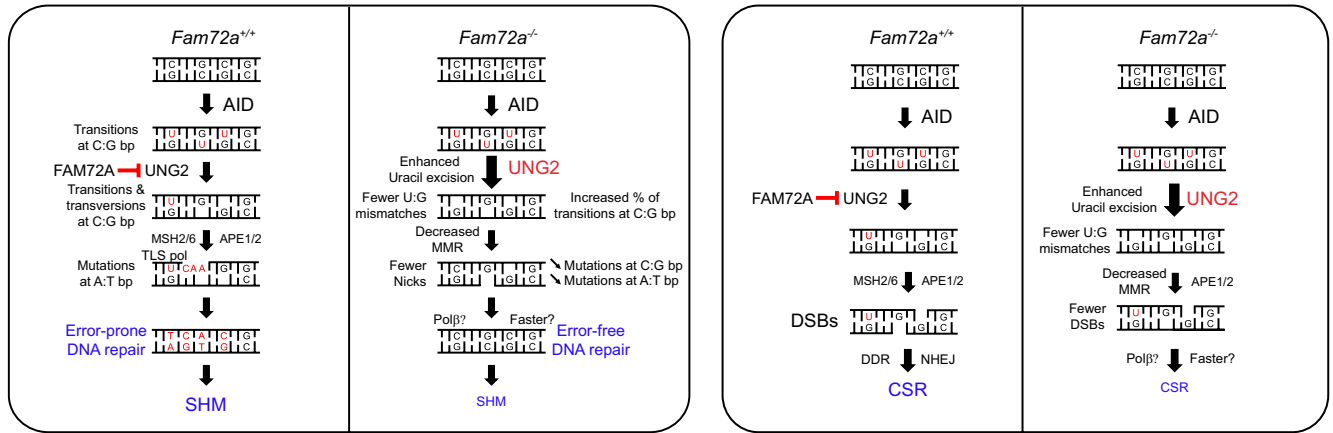 Fam72a+/+
C G C G
G C G C
AID
Transitions
at C:G bp
U G U G
G U G C
FAM72A
UNG2
Transitions &
transversions
at C:G bp
U G G
G G C
MSH2/6
APE1/2
TLS pol
Mutations
at A:T bp
U CAA G
G G C
Error-prone
DNA repair
T C A C G
A G T G C
SHM
Fam72a-/-
C G C G
G C G C
AID
U G U G
G U G C
Enhanced
Uracil excision
UNG2
Fewer U:G
mismatches
G G
G G C
Increased % of
transitions at C:G bp
Decreased
MMR
Fewer
Nicks
C G C G
G G C
Mutations at C:G bp
Mutations at A:T bp
Polβ?
Faster?
C G C G
G C G C
Error-free
DNA repair
SHM
Fam72a+/+
C G C G
G C G C
AID
U G U G
G U G C
FAM72A
UNG2
U G G
G G C
MSH2/6
APE1/2
DSBs
U G G
G G C
DDR
NHEJ
CSR
Fam72a-/-
C G C G
G C G C
AID
U G U G
G U G C
Enhanced
Uracil excision
UNG2
Fewer U:G
mismatches
G G
G G C
Decreased
MMR
APE1/2
Fewer
DSBs
U G G
G G C
Polβ?
Faster?
CSR